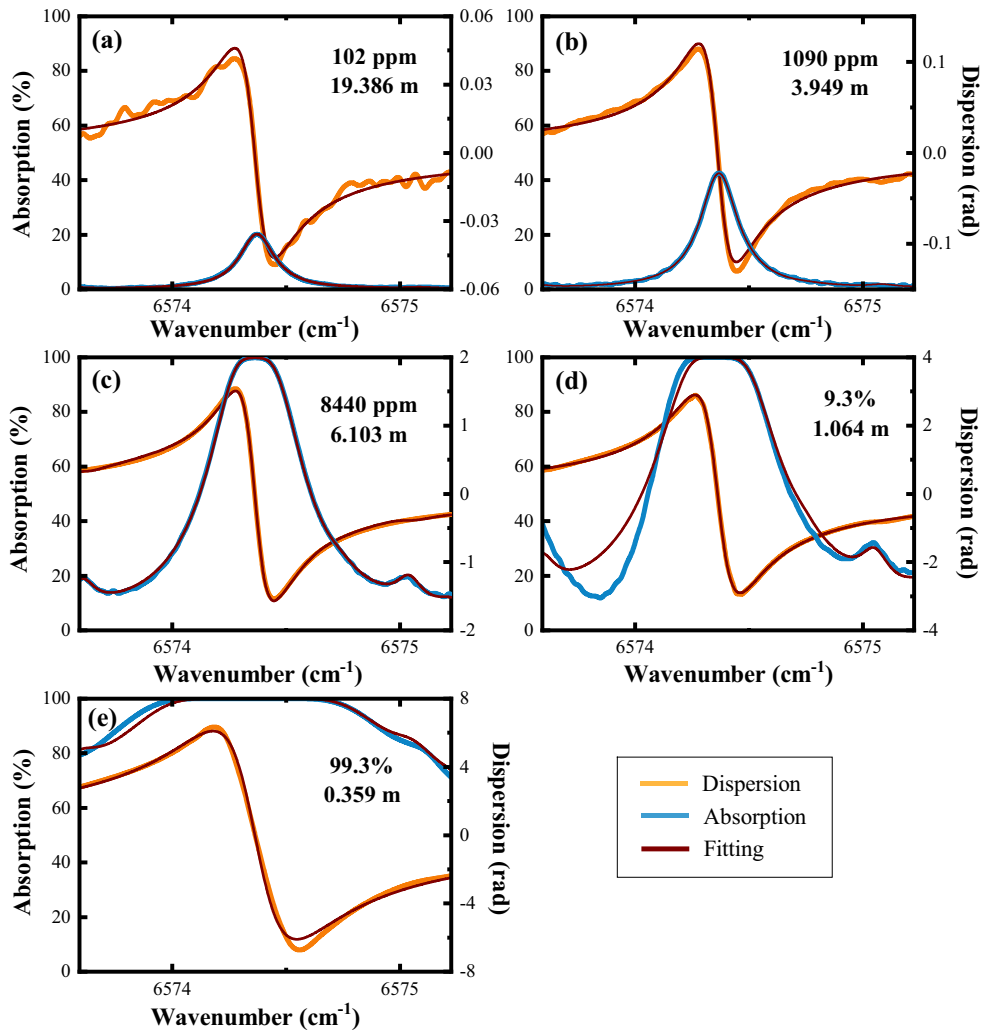 (a)
102 ppm
19.386 m
Absorption (%)
100
80
60
40
20
0
0.06
0.03
0.00
-0.03
-0.06
6574
6575
Wavenumber (cm⁻¹)
(b)
1090 ppm
3.949 m
100
80
60
40
20
0
0.1
0.0
-0.1
Dispersion (rad)
6574
6575
Wavenumber (cm⁻¹)
(c)
8440 ppm
6.103 m
Absorption (%)
100
80
60
40
20
0
2
1
0
-1
-2
6574
6575
Wavenumber (cm⁻¹)
(d)
9.3%
1.064 m
100
80
60
40
20
0
4
2
0
-2
-4
Dispersion (rad)
6574
6575
Wavenumber (cm⁻¹)
(e)
99.3%
0.359 m
Absorption (%)
100
80
60
40
20
0
8
4
0
-4
-8
Dispersion (rad)
6574
6575
Wavenumber (cm⁻¹)
Dispersion
Absorption
Fitting